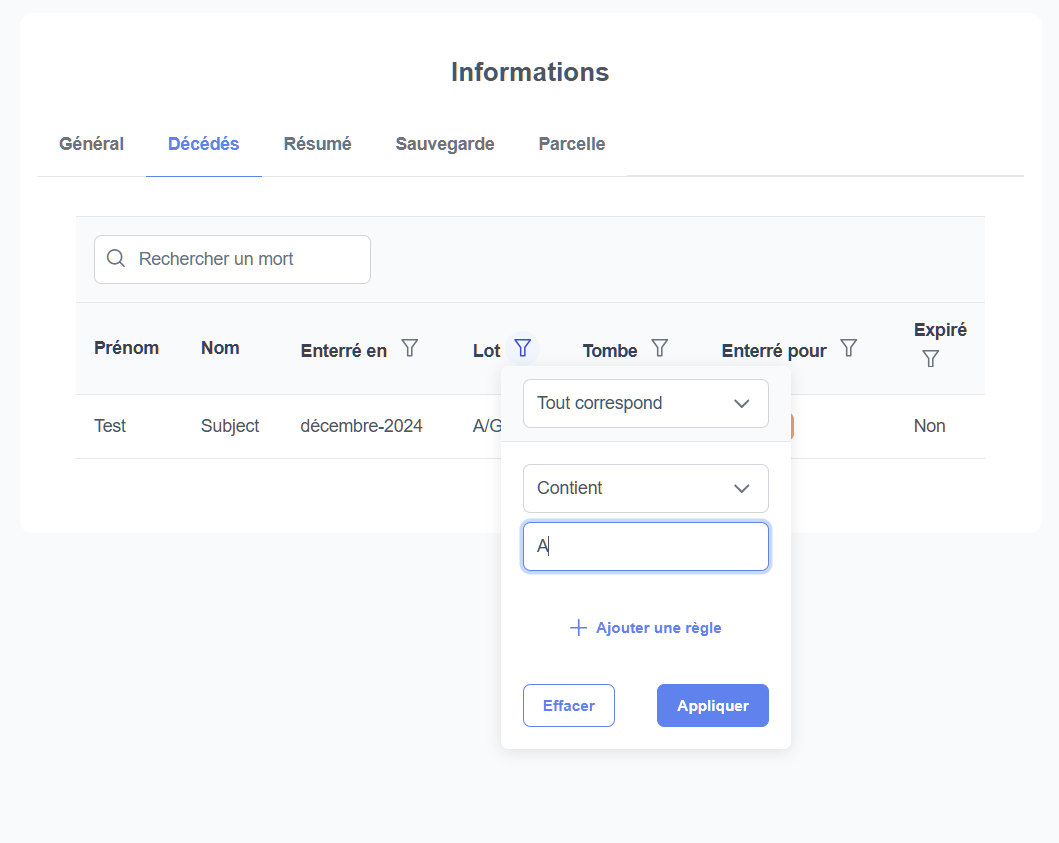 Informations
Général Décédés Résumé Sauvegarde Parcelle
Rechercher un mort
Prénom Nom Enterré en Lot Tombe Enterré pour Expiré
Test Subject décembre-2024 A/G Non
Tout correspond
Contient
A
Ajouter une règle
Effacer Appliquer